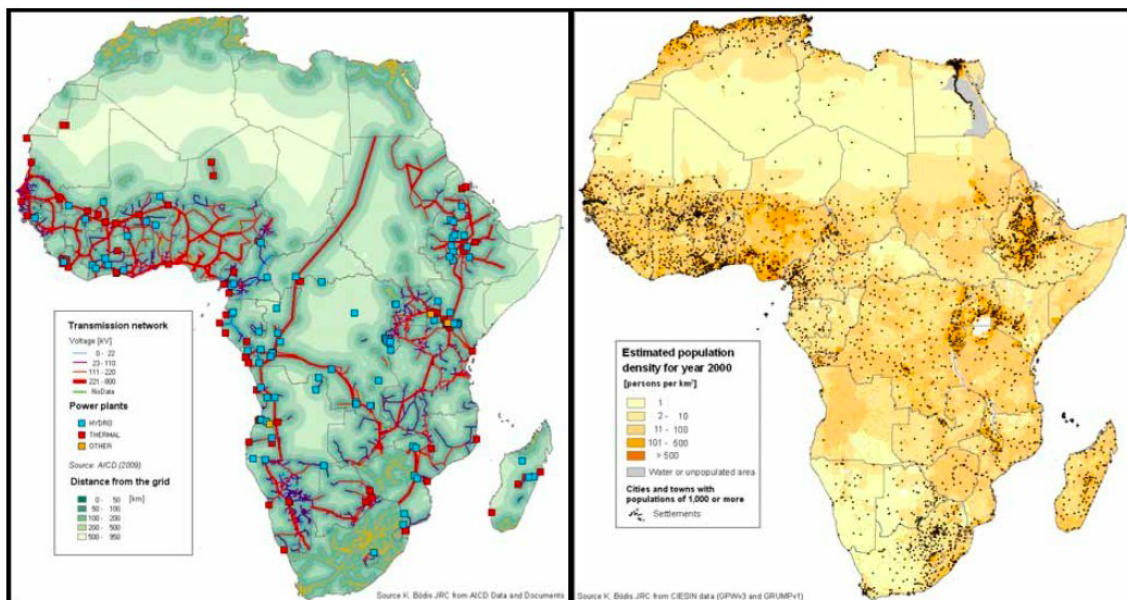 Transmission network
Voltage [kV]
0 - 22
23-110
111-220
221-800
NoData
Power plants
HYDRO
THERMAL
OTHER
Source: AICD (2009)
Distance from the grid
0 - 50 [km]
50 - 100
100 - 200
200 - 500
500 - 950
Source K. Bódis JRC from AICD Data and Documents
Estimated population
density for year 2000
[persons per km²]
1
2 - 10
11 - 100
101 - 500
> 500
Water or unpopulated area
Cities and towns with
populations of 1,000 or more
Settlements
Source K. Bódis JRC from CIESIN data (GPWv3 and GRUMPv1)